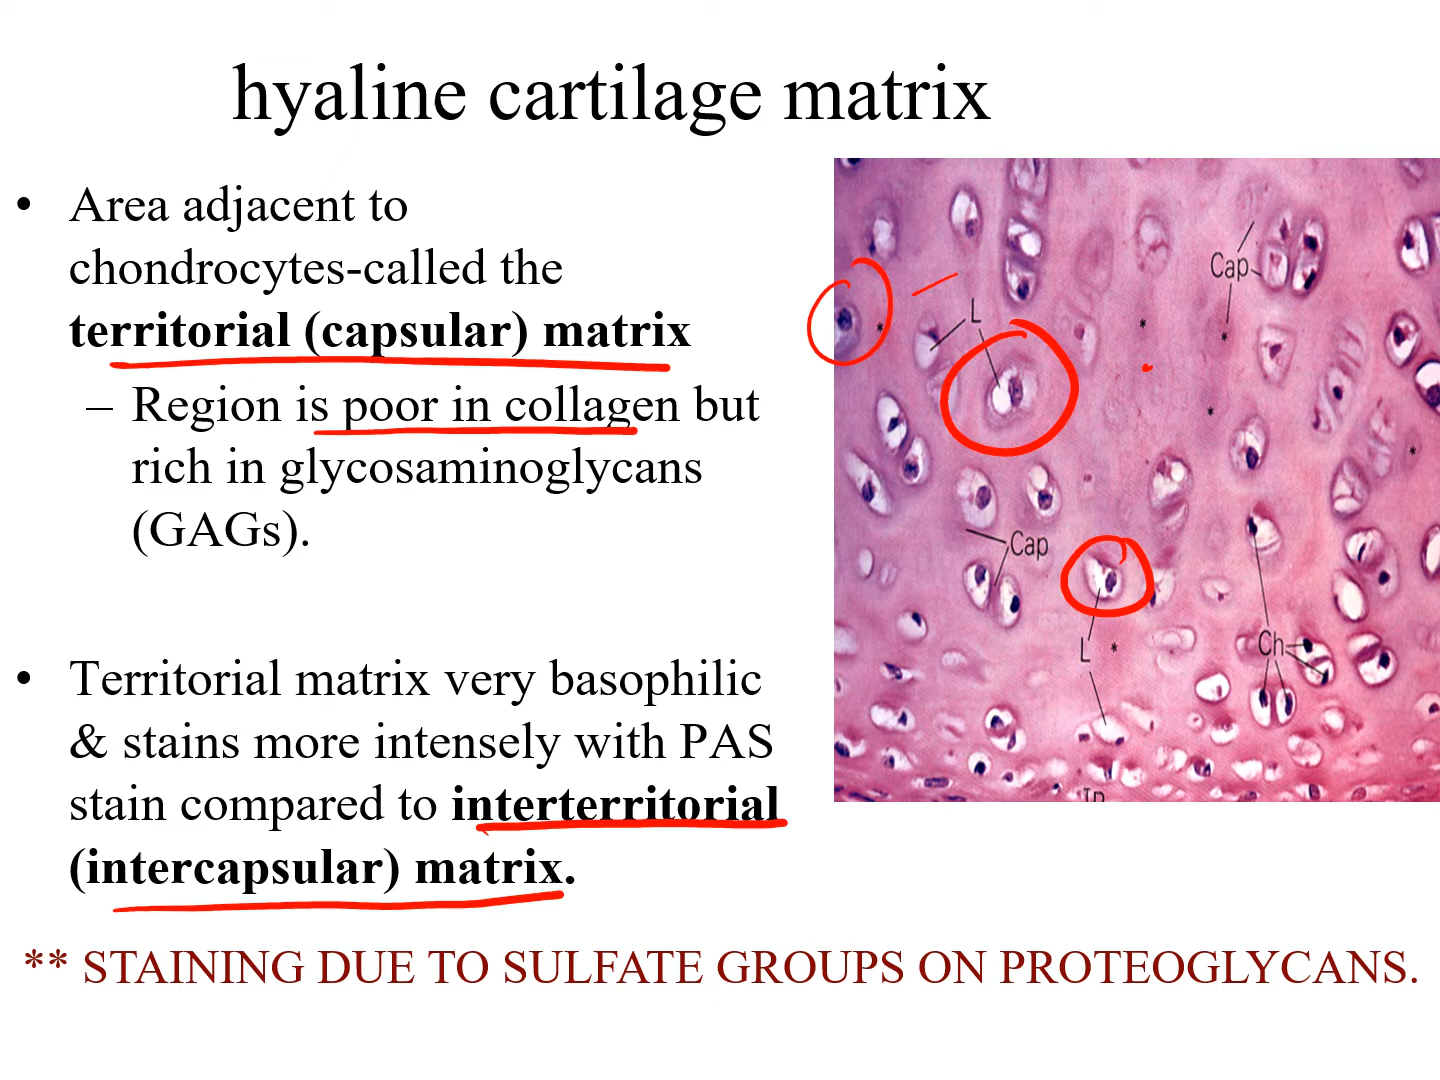 hyaline cartilage matrix
• Area adjacent to
chondrocytes-called the
territorial (capsular) matrix
– Region is poor in collagen but
rich in glycosaminoglycans
(GAGs).
• Territorial matrix very basophilic
& stains more intensely with PAS
stain compared to interterritorial
(intercapsular) matrix.
** STAINING DUE TO SULFATE GROUPS ON PROTEOGLYCANS.
Cap
L
*
*
*
*
*
Cap
L *
Ch